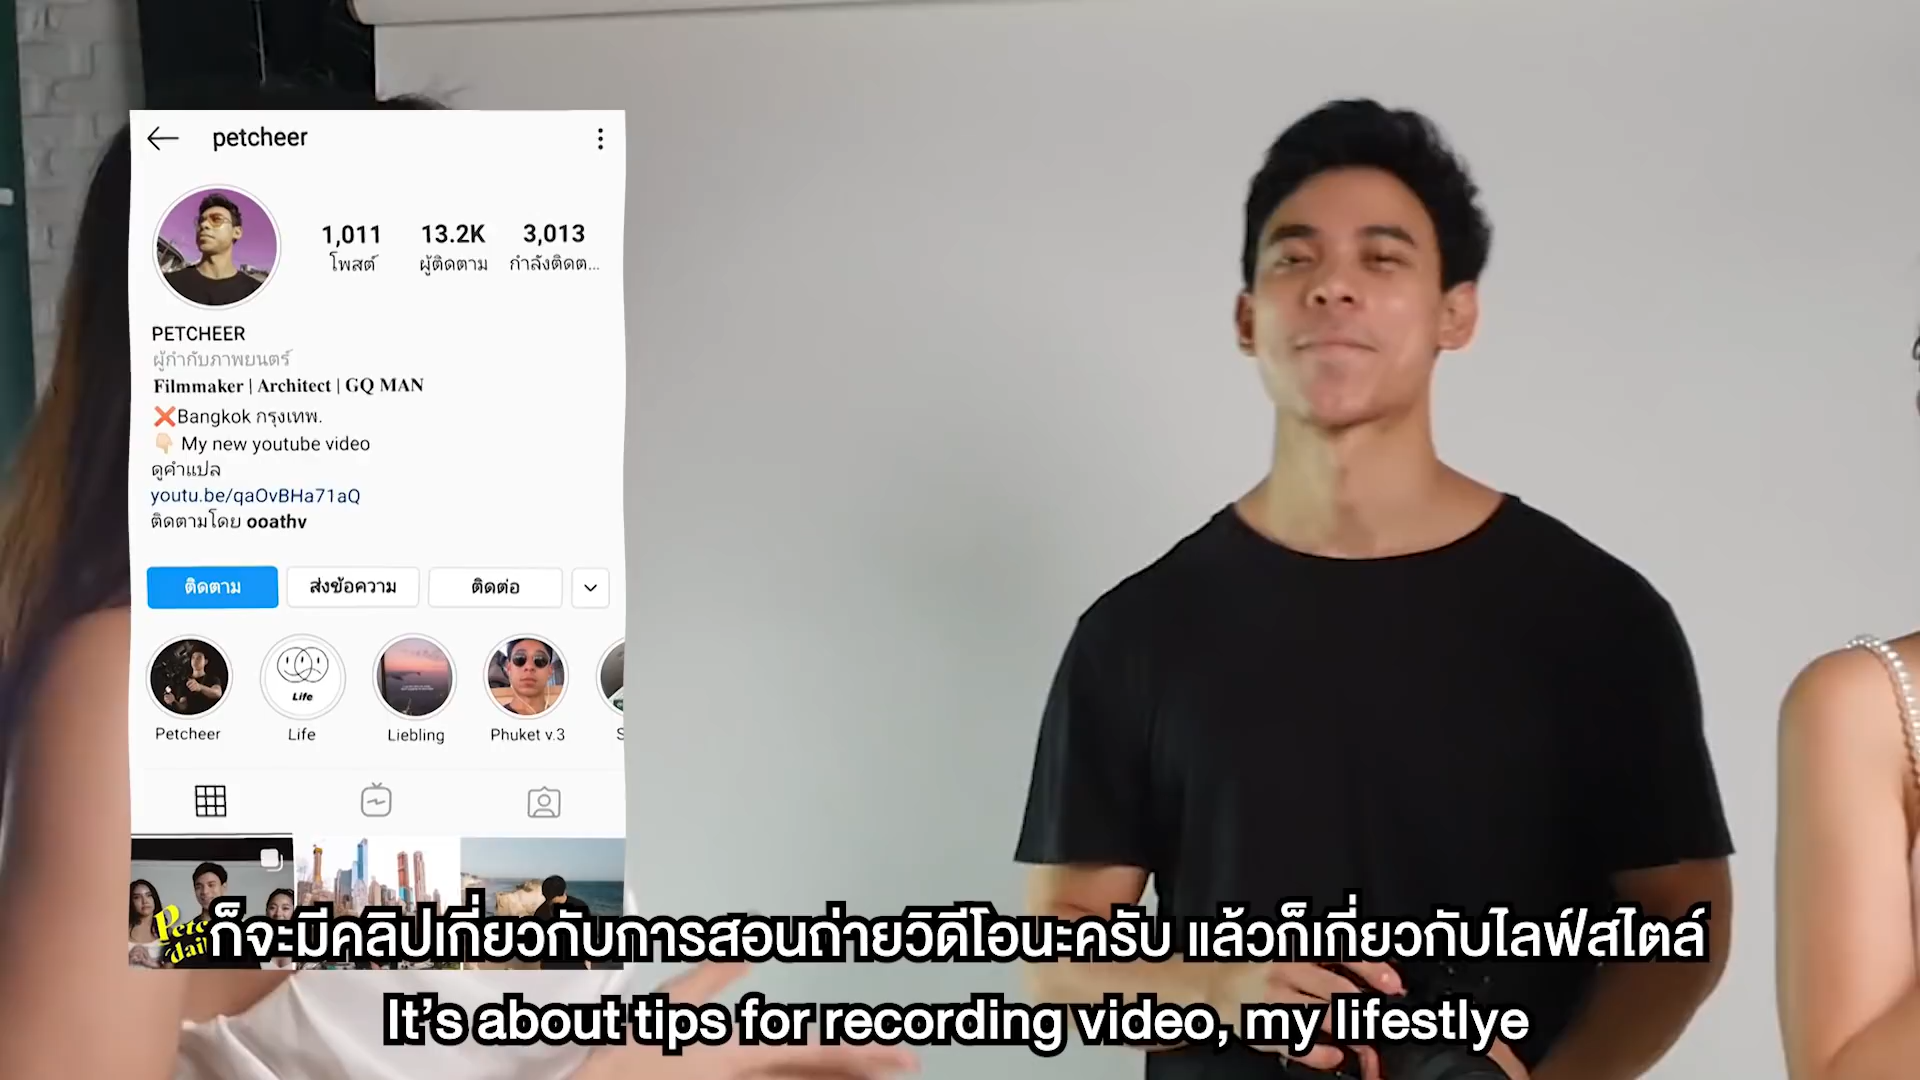 petcheer
1,011 13.2K 3,013
โพสต์ ผู้ติดตาม กำลังติดต...
PETCHEER
ผู้กำกับภาพยนตร์
Filmmaker | Architect | GQ MAN
❌Bangkok กรุงเทพ.
👇🏻 My new youtube video
ดูคำแปล
youtu.be/qaOvBHa71aQ
ติดตามโดย ooathv
ติดตาม ส่งข้อความ ติดต่อ
Life
Petcheer Life Liebling Phuket v.3 S
ก็จะมีคลิปเกี่ยวกับการสอนถ่ายวิดีโอนะครับ แล้วก็เกี่ยวกับไลฟ์สไตล์
It's about tips for recording video, my lifestlye